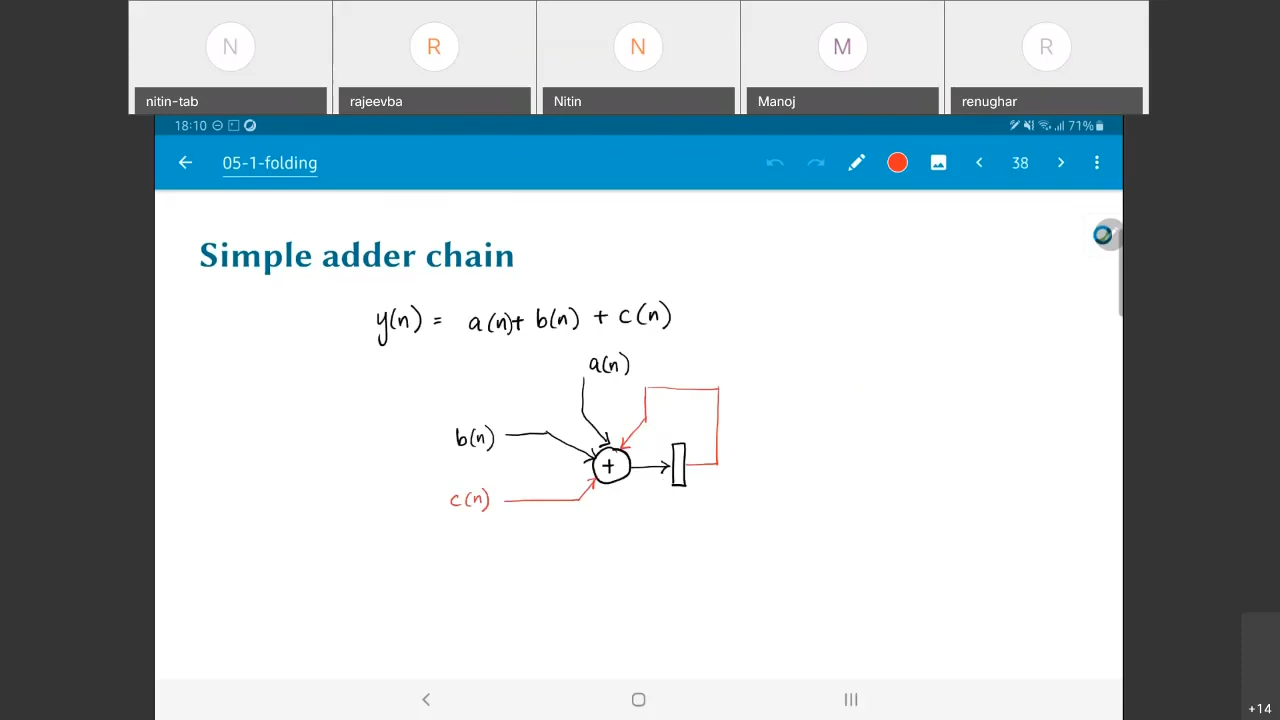 N R N M R
nitin-tab rajeevba Nitin Manoj renughar
18:10 71%
05-1-folding 38
Simple adder chain
y(n) = a(n)+ b(n) + c(n)
a(n)
b(n)
+
c(n)
+14